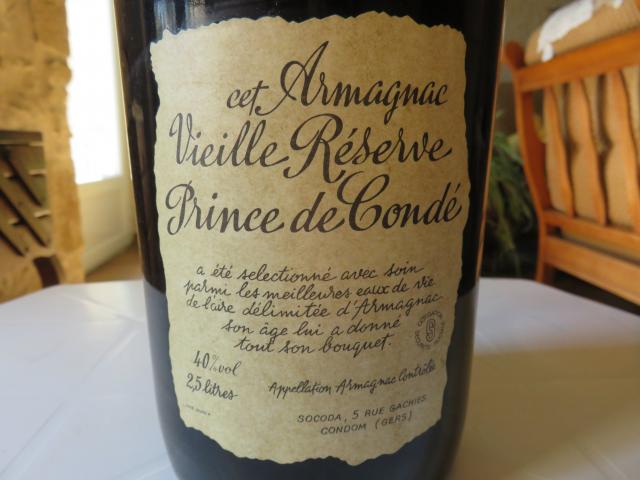 cet Armagnac
Vieille Réserve
Prince de Condé
a été selectionné avec soin
parmi les meilleures eaux de vie
de l'aire délimitée d'Armagnac
son âge lui a donné
tout son bouquet.
40% vol
2,5 litres
Appellation Armagnac Contrôlée
SOCODA, 5 RUE GACHIES
CONDOM (GERS)